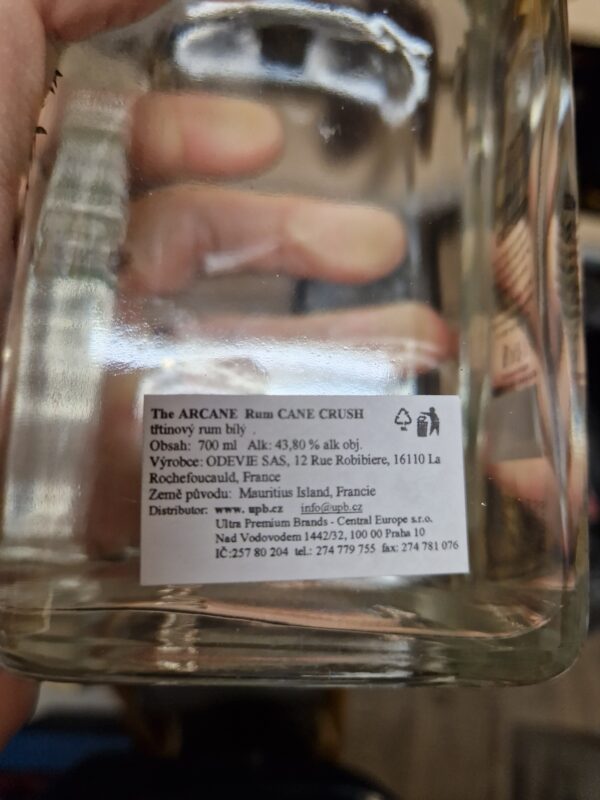 The ARCANE Rum CANE CRUSH
třtinový rum bílý .
Obsah: 700 ml Alk: 43,80 % alk obj.
Výrobce: ODEVIE SAS, 12 Rue Robibiere, 16110 La
Rochefoucauld, France
Země původu: Mauritius Island, Francie
Distributor: www. upb.cz info@upb.cz
Ultra Premium Brands - Central Europe s.r.o.
Nad Vodovodem 1442/32, 100 00 Praha 10
IČ:257 80 204 tel.: 274 779 755 fax: 274 781 076